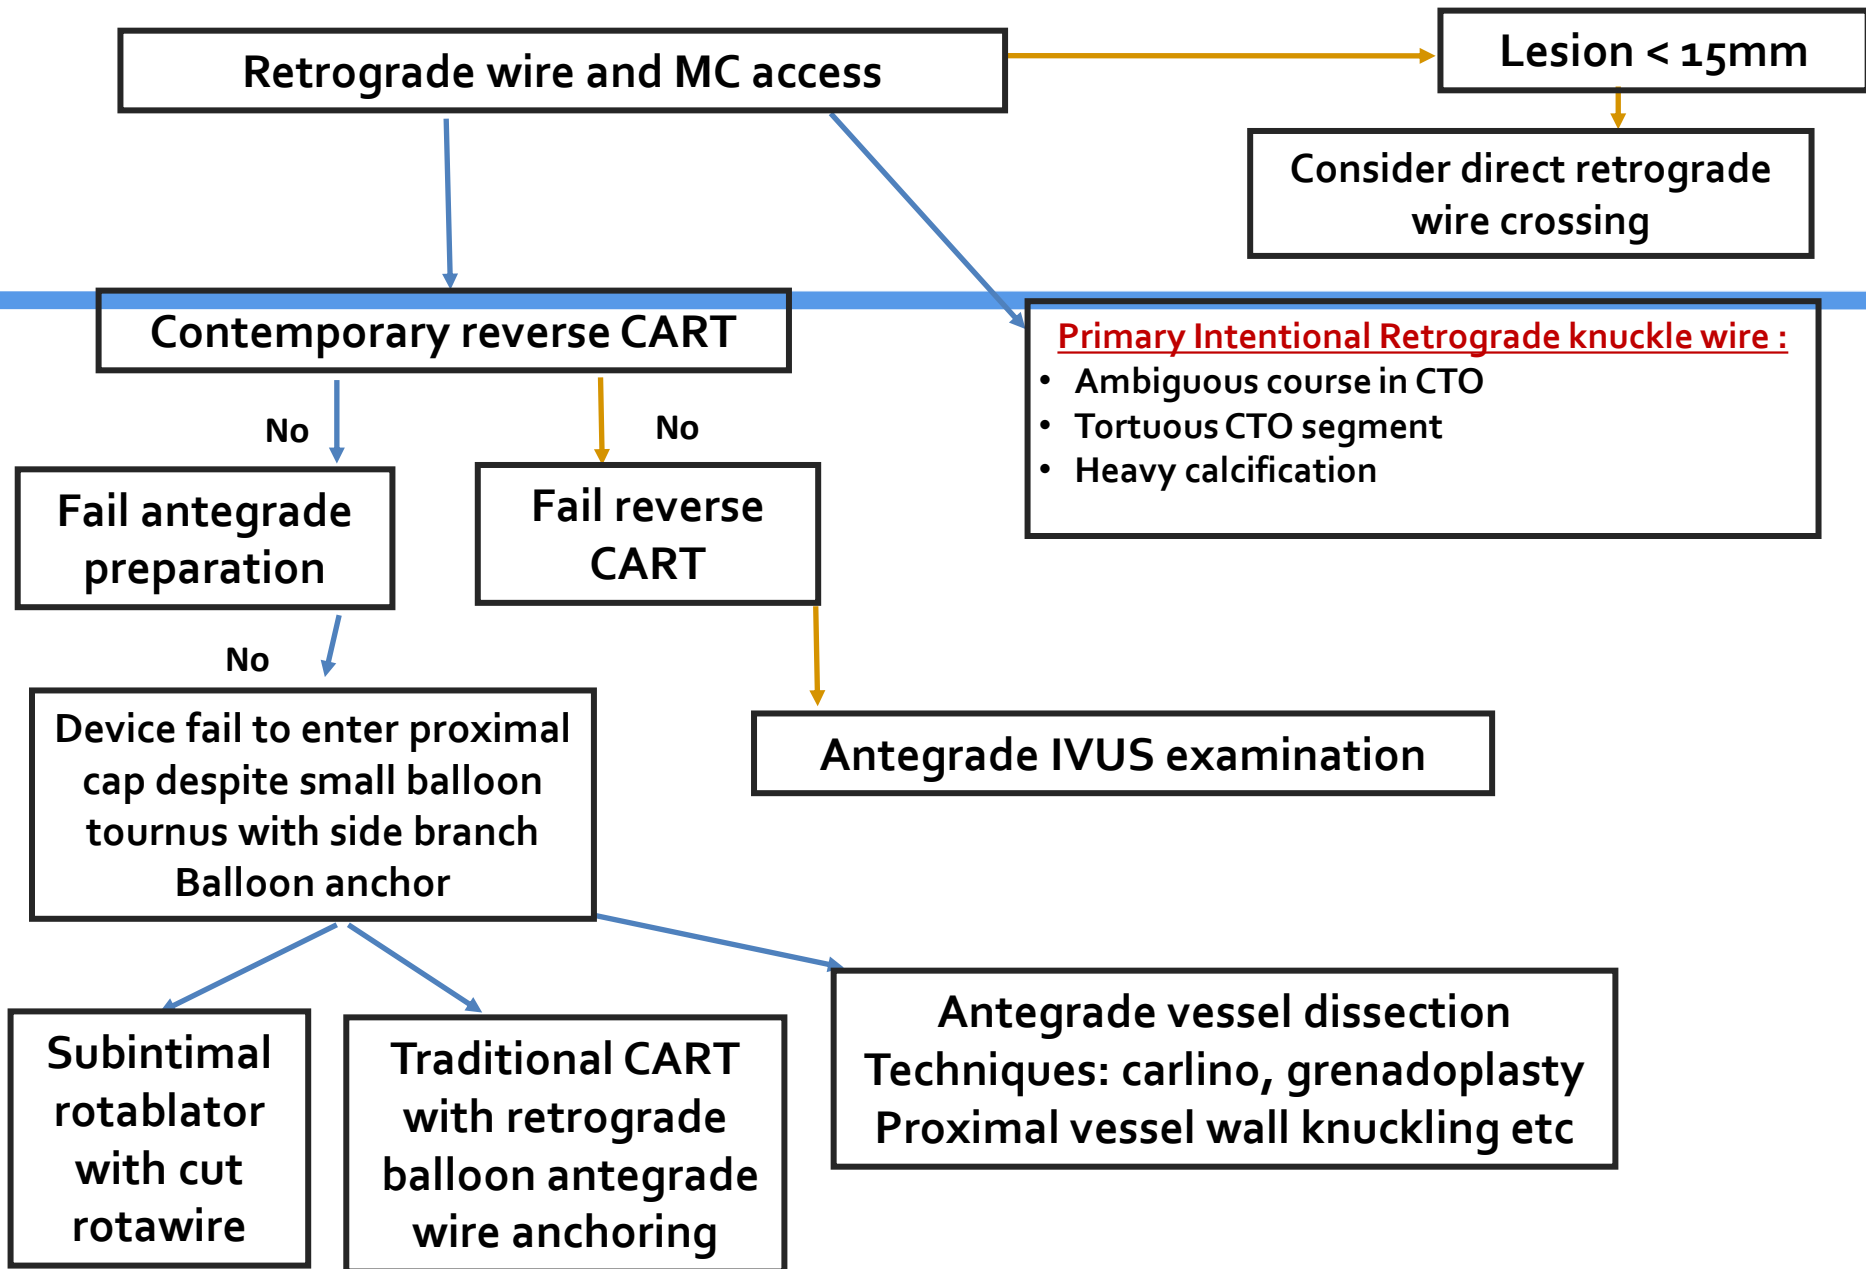 Retrograde wire and MC access
Lesion < 15mm
Consider direct retrograde
wire crossing
Contemporary reverse CART
Primary Intentional Retrograde knuckle wire :
• Ambiguous course in CTO
• Tortuous CTO segment
• Heavy calcification
No
No
Fail antegrade
preparation
Fail reverse
CART
No
Device fail to enter proximal
cap despite small balloon
tournus with side branch
Balloon anchor
Antegrade IVUS examination
Subintimal
rotablator
with cut
rotawire
Traditional CART
with retrograde
balloon antegrade
wire anchoring
Antegrade vessel dissection
Techniques: carlino, grenadoplasty
Proximal vessel wall knuckling etc